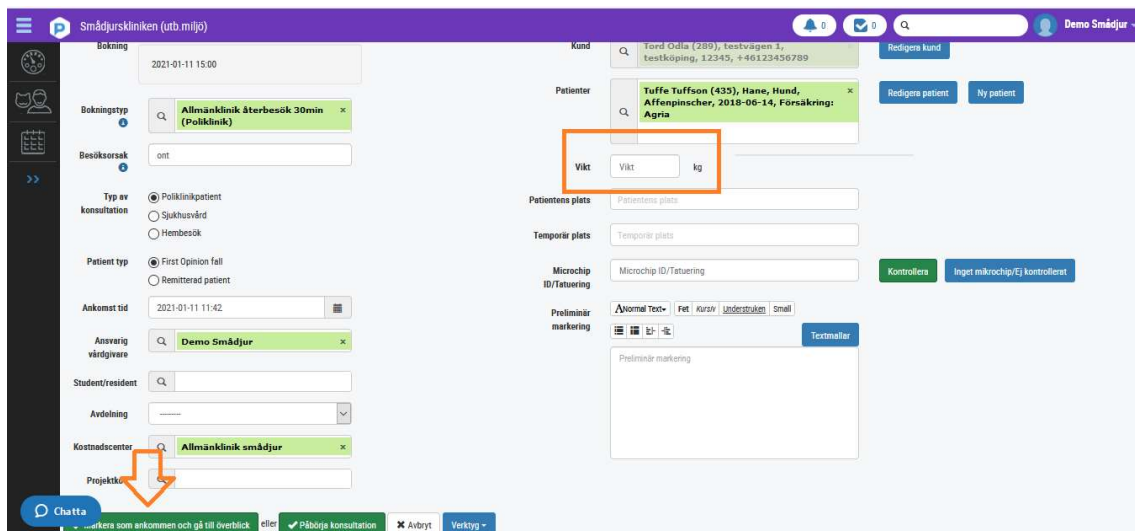 Smådjurskliniken (utb.miljö)
0
0
Demo Smådjur
Bokning
2021-01-11 15:00
Bokningstyp
Allmänklinik återbesök 30min
(Poliklinik)
×
Besöksorsak
ont
Typ av
konsultation
Poliklinikpatient
Sjukhusvård
Hembesök
Patient typ
First Opinion fall
Remitterad patient
Ankomst tid
2021-01-11 11:42
Ansvarig
vårdgivare
Demo Smådjur
×
Student/resident
Avdelning
---------
Kostnadscenter
Allmänklinik smådjur
×
Chatta
som ankommen och gå till överblick
eller
Påbörja konsultation
Avbryt
Verktyg
Kund
Tord Odla (289), testvägen 1,
testköping, 12345, +46123456789
Redigera kund
Patienter
Tuffe Tuffson (435), Hane, Hund,
Affenpinscher, 2018-06-14, Försäkring:
Agria
×
Redigera patient
Ny patient
Vikt
Vikt
kg
Patientens plats
Patientens plats
Temporär plats
Temporär plats
Microchip
ID/Tatuering
Microchip ID/Tatuering
Kontrollera
Inget mikrochip/Ej kontrollerat
Preliminär
markering
Normal Text
Fet
Kursiv
Understruken
Small
Textmallar
Preliminär markering